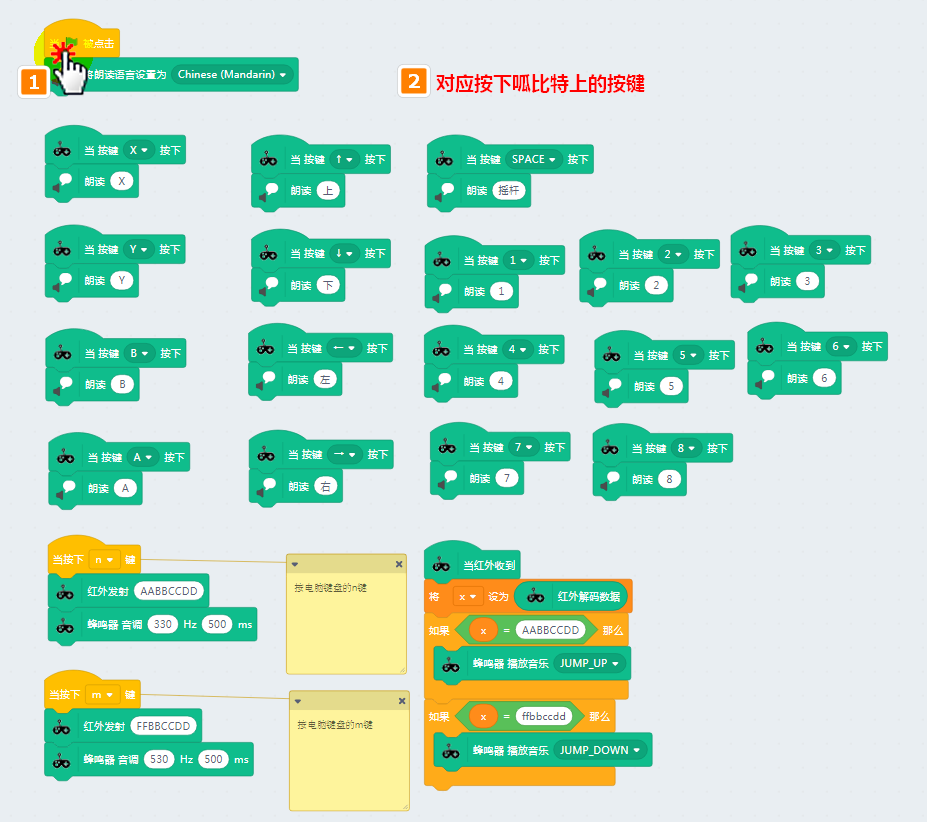 当 被点击
将朗读语言设置为 Chinese (Mandarin)
1
2 对应按下呱比特上的按键
当 按键 X 按下
朗读 X
当 按键 ↑ 按下
朗读 上
当 按键 SPACE 按下
朗读 摇杆
当 按键 Y 按下
朗读 Y
当 按键 ↓ 按下
朗读 下
当 按键 1 按下
朗读 1
当 按键 2 按下
朗读 2
当 按键 3 按下
朗读 3
当 按键 B 按下
朗读 B
当 按键 ← 按下
朗读 左
当 按键 4 按下
朗读 4
当 按键 5 按下
朗读 5
当 按键 6 按下
朗读 6
当 按键 A 按下
朗读 A
当 按键 → 按下
朗读 右
当 按键 7 按下
朗读 7
当 按键 8 按下
朗读 8
当按下 n 键
红外发射 AABBCCDD
蜂鸣器 音调 330 Hz 500 ms
按电脑键盘的n键
当按下 m 键
红外发射 FFBBCCDD
蜂鸣器 音调 530 Hz 500 ms
按电脑键盘的m键
当红外收到
将 x 设为 红外解码数据
如果 x = AABBCCDD 那么
蜂鸣器 播放音乐 JUMP_UP
如果 x = ffbbccdd 那么
蜂鸣器 播放音乐 JUMP_DOWN